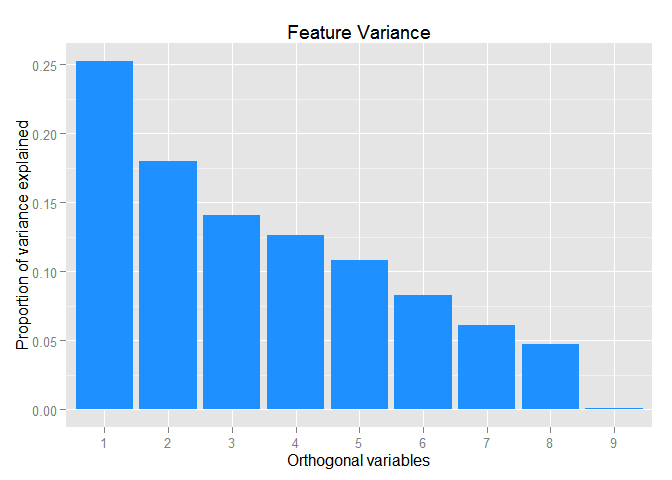 Feature Variance
Proportion of variance explained
0.25
0.20
0.15
0.10
0.05
0.00
1 2 3 4 5 6 7 8 9
Orthogonal variables